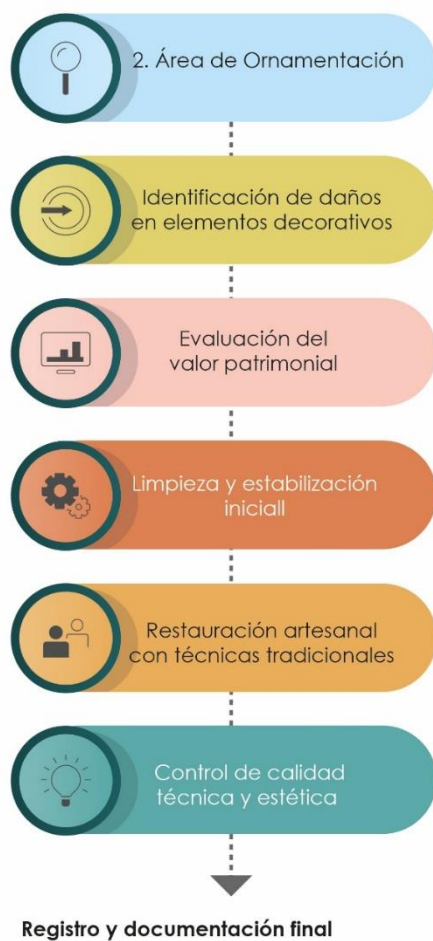 2. Área de Ornamentación
Identificación de daños
en elementos decorativos
Evaluación del
valor patrimonial
Limpieza y estabilización
iniciall
Restauración artesanal
con técnicas tradicionales
Control de calidad
técnica y estética
Registro y documentación final